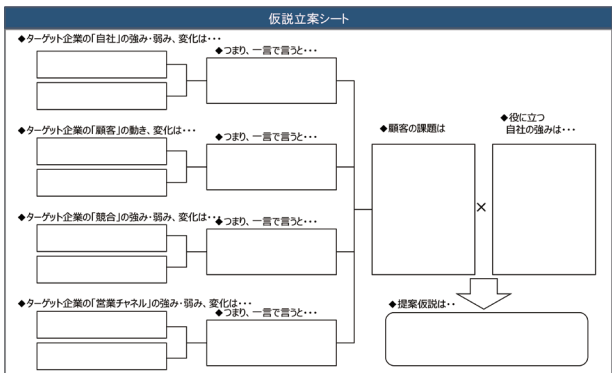 仮説立案シート
◆ターゲット企業の「自社」の強み・弱み、変化は・・・
◆つまり、一言で言うと・・・
◆ターゲット企業の「顧客」の動き、変化は・・・
◆つまり、一言で言うと・・・
◆ターゲット企業の「競合」の強み・弱み、変化は・・・
◆つまり、一言で言うと・・・
◆ターゲット企業の「営業チャネル」の強み・弱み、変化は・・・
◆つまり、一言で言うと・・・
◆顧客の課題は
×
◆役に立つ
自社の強みは・・・
◆提案仮説は・・